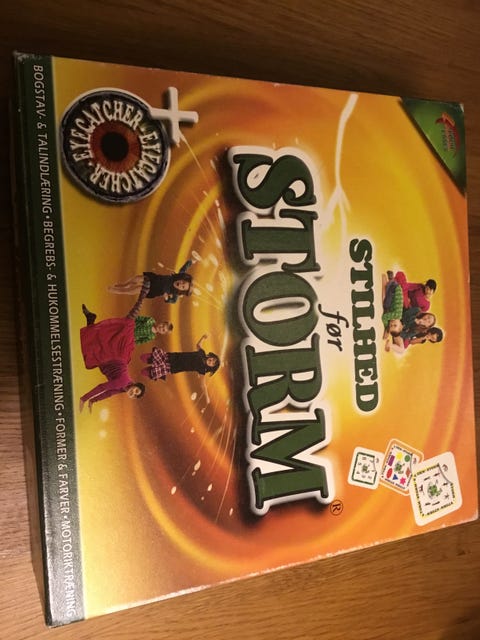 STILHED
før
STORM®
+
EYECATCHER·EYECATCHER·
BOGSTAV- & TALINDLÆRING · BEGREBS- & HUKOMMELSESTRÆNING · FORMER & FARVER · MOTORIKTRÆNING